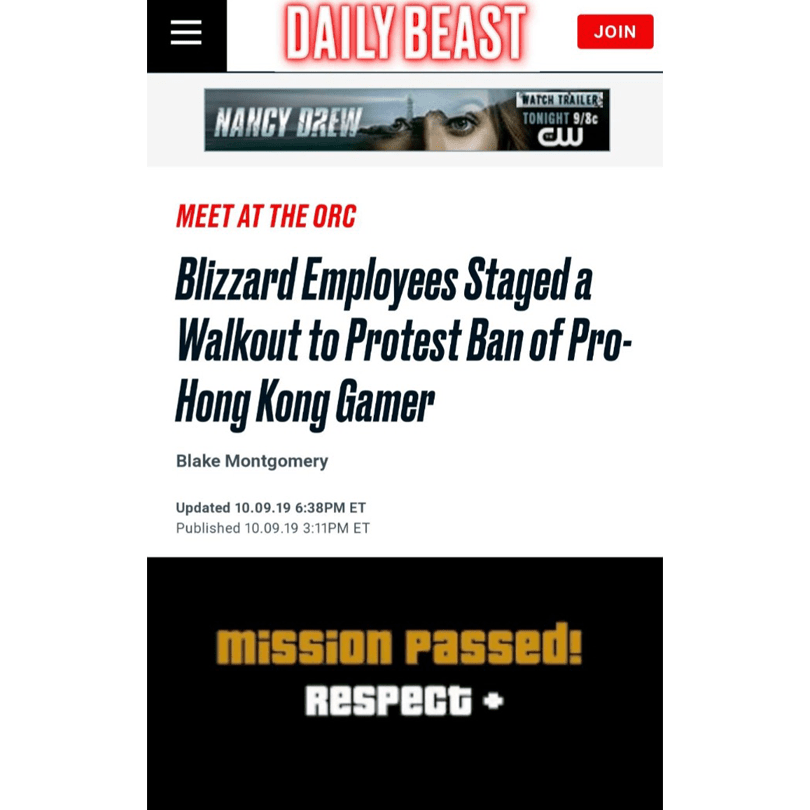 DAILY BEAST
JOIN
NANCY DREW
WATCH TRAILER
TONIGHT 9/8c
CW
MEET AT THE ORC
Blizzard Employees Staged a
Walkout to Protest Ban of Pro-
Hong Kong Gamer
Blake Montgomery
Updated 10.09.19 6:38PM ET
Published 10.09.19 3:11PM ET
mission passed!
RESPECT +